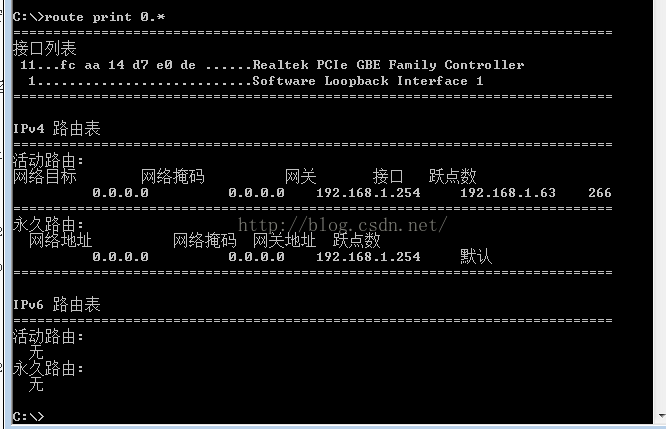 C:\>route print 0.*
===========================================================================
接口列表
 11...fc aa 14 d7 e0 de ......Realtek PCIe GBE Family Controller
  1...........................Software Loopback Interface 1
===========================================================================
IPv4 路由表
===========================================================================
活动路由:
网络目标 网络掩码 网关 接口 跃点数
0.0.0.0 0.0.0.0 192.168.1.254 192.168.1.63 266
===========================================================================
永久路由:
http://blog.csdn.net/
网络地址 网络掩码 网关地址 跃点数
0.0.0.0 0.0.0.0 192.168.1.254 默认
===========================================================================
IPv6 路由表
===========================================================================
活动路由:
无
永久路由:
无
C:\>